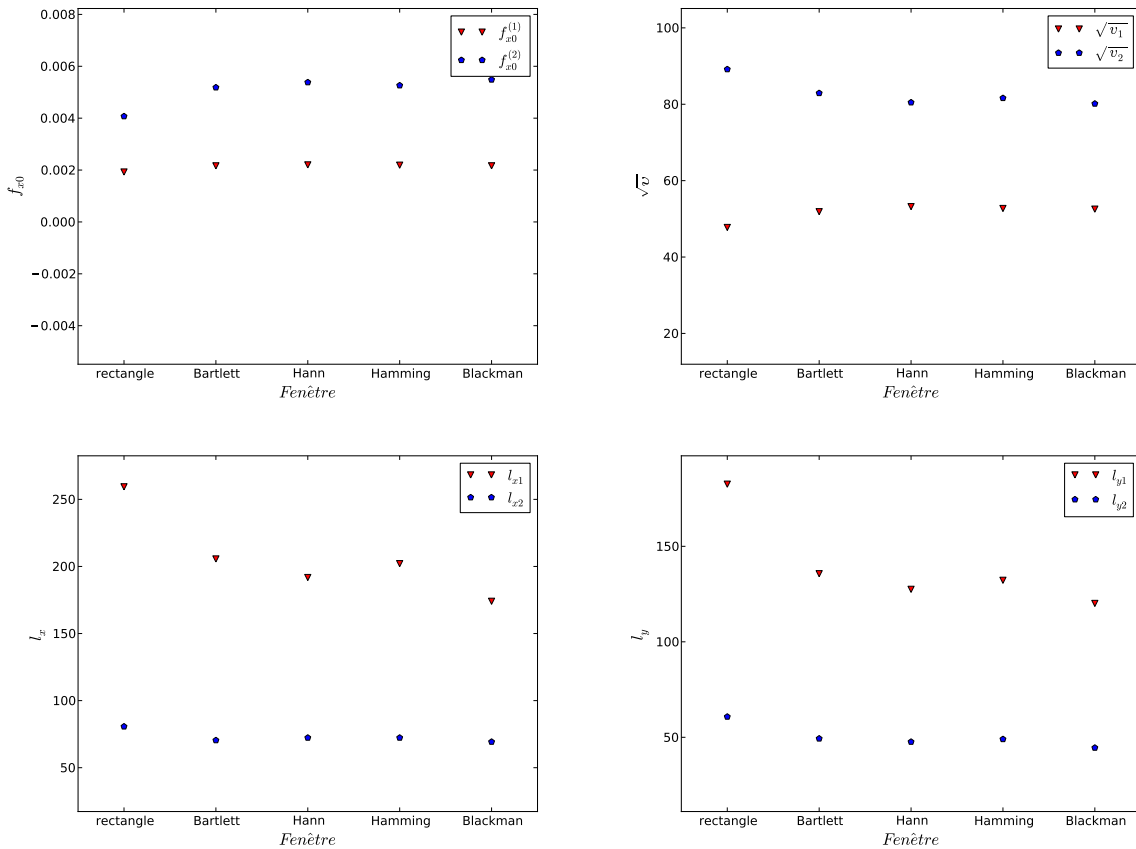 0.008
0.006
0.004
0.002
0.000
−0.002
−0.004
f_{x0}
f_{x0}^{(1)}
f_{x0}^{(2)}
rectangle Bartlett Hann Hamming Blackman
Fenêtre
100
80
60
40
20
√v
√v_1
√v_2
rectangle Bartlett Hann Hamming Blackman
Fenêtre
250
200
150
100
50
l_x
l_{x1}
l_{x2}
rectangle Bartlett Hann Hamming Blackman
Fenêtre
150
100
50
l_y
l_{y1}
l_{y2}
rectangle Bartlett Hann Hamming Blackman
Fenêtre